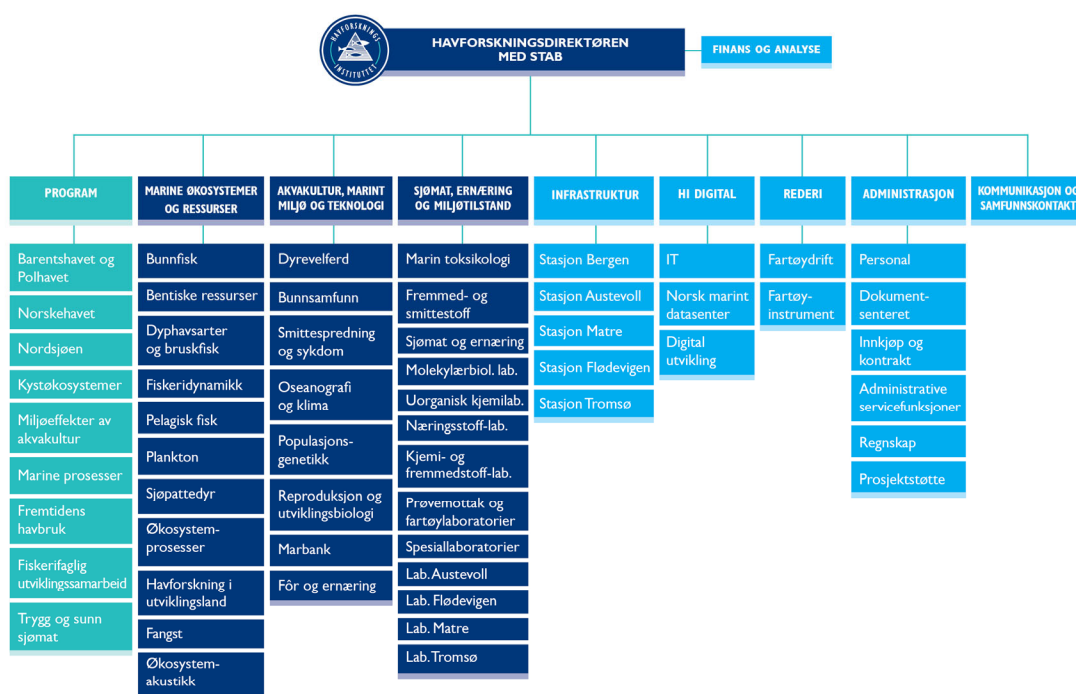 HAVFORSKNINGS
INSTITUTTET
HAVFORSKNINGSDIREKTØREN
MED STAB
FINANS OG ANALYSE
PROGRAM
Barentshavet og
Polhavet
Norskehavet
Nordsjøen
Kystøkosystemer
Miljøeffekter av
akvakultur
Marine prosesser
Fremtidens
havbruk
Fiskerifaglig
utviklingssamarbeid
Trygg og sunn
sjømat
MARINE ØKOSYSTEMER
OG RESSURSER
Bunnfisk
Bentiske ressurser
Dyphavsarter
og bruskfisk
Fiskeridynamikk
Pelagisk fisk
Plankton
Sjøpattedyr
Økosystem-
prosesser
Havforskning i
utviklingsland
Fangst
Økosystem-
akustikk
AKVAKULTUR, MARINT
MILJØ OG TEKNOLOGI
Dyrevelferd
Bunnsamfunn
Smittespredning
og sykdom
Oseanografi
og klima
Populasjons-
genetikk
Reproduksjon og
utviklingsbiologi
Marbank
Fôr og ernæring
SJØMAT, ERNÆRING
OG MILJØTILSTAND
Marin toksikologi
Fremmed- og
smittestoff
Sjømat og ernæring
Molekylærbiol. lab.
Uorganisk kjemilab.
Næringsstoff-lab.
Kjemi- og
fremmedstoff-lab.
Prøvemottak og
fartøylaboratorier
Spesiallaboratorier
Lab. Austevoll
Lab. Flødevigen
Lab. Matre
Lab. Tromsø
INFRASTRUKTUR
Stasjon Bergen
Stasjon Austevoll
Stasjon Matre
Stasjon Flødevigen
Stasjon Tromsø
HI DIGITAL
IT
Norsk marint
datasenter
Digital
utvikling
REDERI
Fartøydrift
Fartøy-
instrument
ADMINISTRASJON
Personal
Dokument-
senteret
Innkjøp og
kontrakt
Administrative
servicefunksjoner
Regnskap
Prosjektstøtte
KOMMUNIKASJON OG
SAMFUNNSKONTAKT